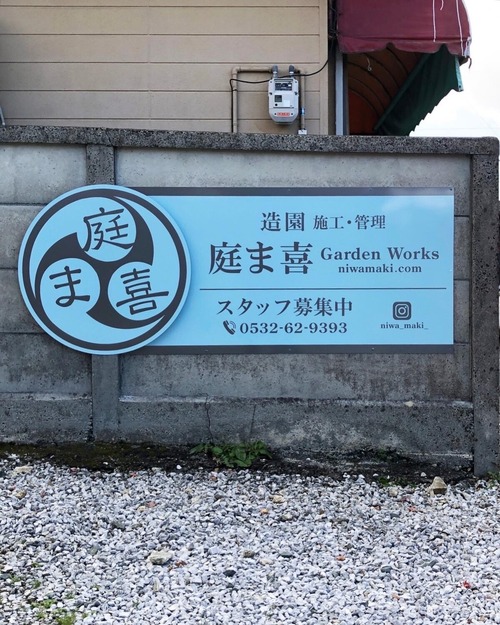 庭
ま 喜
造園 施工・管理
庭ま喜 Garden Works
niwamaki.com
スタッフ募集中
0532-62-9393
niwa_maki_